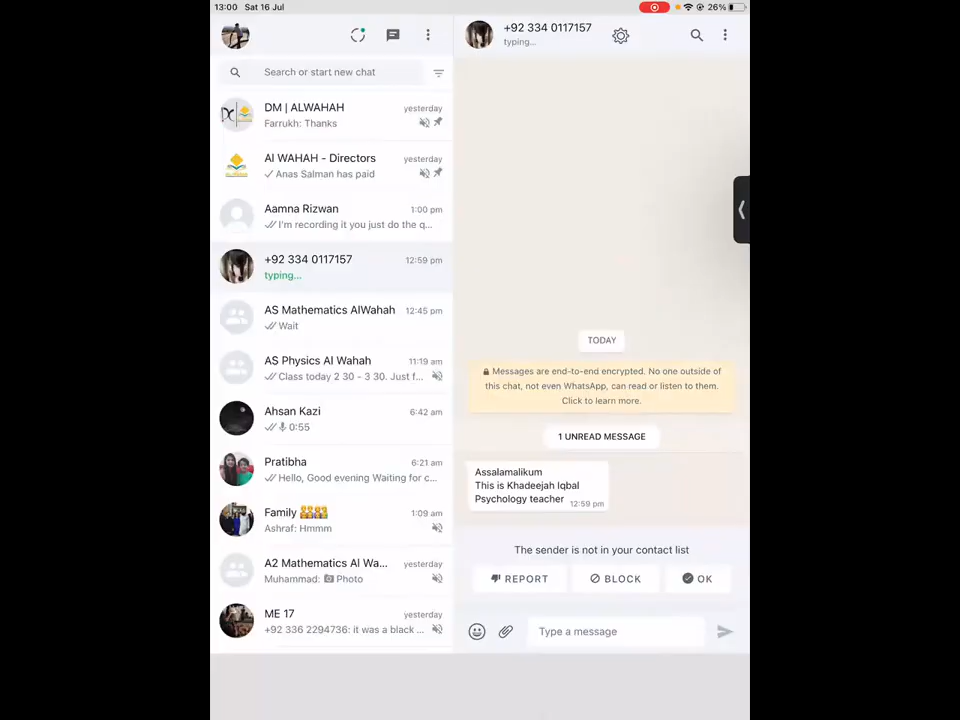 13:00 Sat 16 Jul
26%
Search or start new chat
DM | ALWAHAH
yesterday
Farrukh: Thanks
Al WAHAH - Directors
yesterday
Anas Salman has paid
Aamna Rizwan
1:00 pm
I'm recording it you just do the q...
+92 334 0117157
12:59 pm
typing...
AS Mathematics AlWahah
12:45 pm
Wait
AS Physics Al Wahah
11:19 am
Class today 2 30 - 3 30. Just f...
Ahsan Kazi
6:42 am
0:55
Pratibha
6:21 am
Hello, Good evening Waiting for c...
Family
1:09 am
Ashraf: Hmmm
A2 Mathematics Al Wa...
yesterday
Muhammad: Photo
ME 17
yesterday
+92 336 2294736: it was a black ...
+92 334 0117157
typing...
TODAY
Messages are end-to-end encrypted. No one outside of
this chat, not even WhatsApp, can read or listen to them.
Click to learn more.
1 UNREAD MESSAGE
Assalamalikum
This is Khadeejah Iqbal
Psychology teacher
12:59 pm
The sender is not in your contact list
REPORT
BLOCK
OK
Type a message